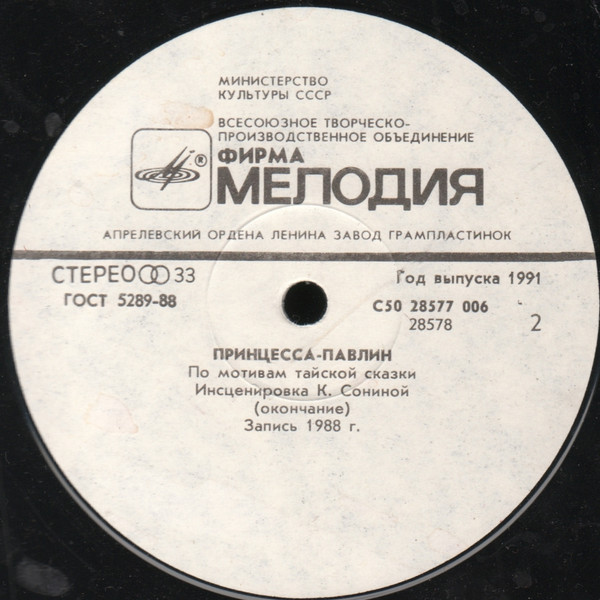 МИНИСТЕРСТВО
КУЛЬТУРЫ СССР
ВСЕСОЮЗНОЕ ТВОРЧЕСКО-
ПРОИЗВОДСТВЕННОЕ ОБЪЕДИНЕНИЕ
®
ФИРМА
МЕЛОДИЯ
АПРЕЛЕВСКИЙ ОРДЕНА ЛЕНИНА ЗАВОД ГРАМПЛАСТИНОК
СТЕРЕО 33
Год выпуска 1991
ГОСТ 5289-88
С50 28577 006
28578
2
ПРИНЦЕССА-ПАВЛИН
По мотивам тайской сказки
Инсценировка К. Сониной
(окончание)
Запись 1988 г.